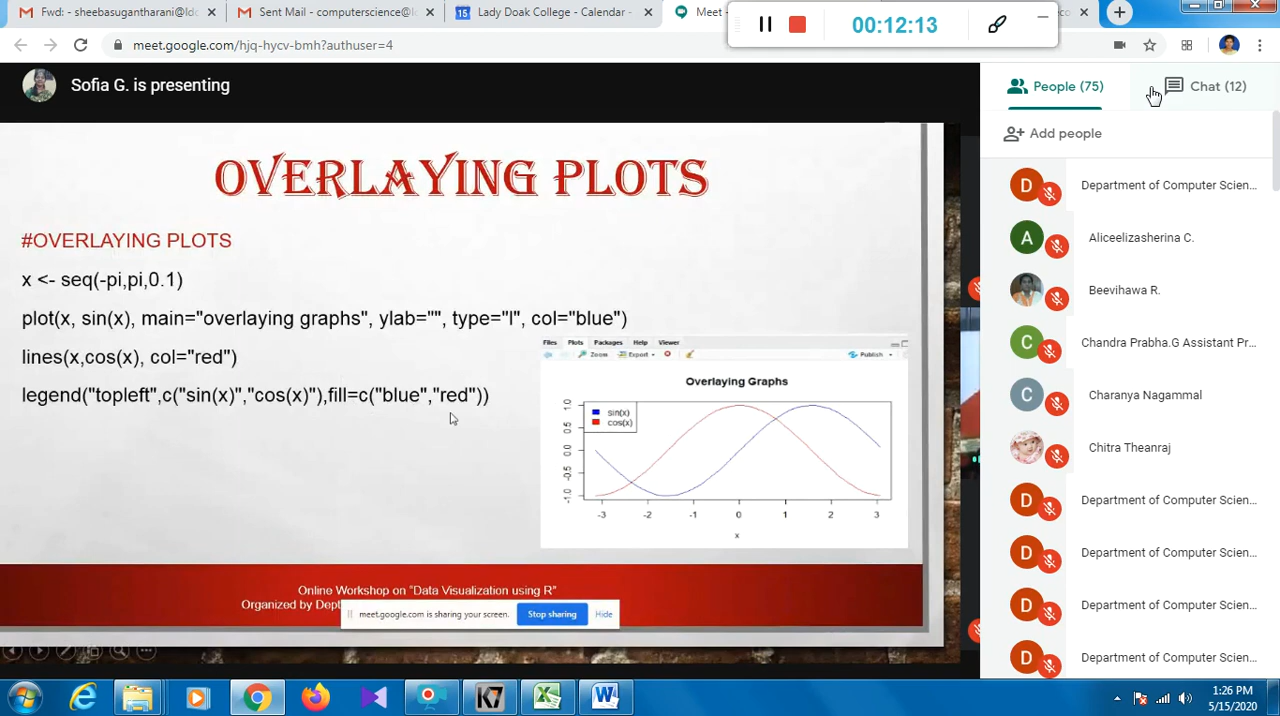 Fwd: - sheebasugantharani@ldc
Sent Mail - computerscience@l
Lady Doak College - Calendar -
Meet -
00:12:13
meet.google.com/hjq-hycv-bmh?authuser=4
Sofia G. is presenting
People (75)
Chat (12)
Add people
OVERLAYING PLOTS
#OVERLAYING PLOTS
x <- seq(-pi,pi,0.1)
plot(x, sin(x), main="overlaying graphs", ylab="", type="l", col="blue")
lines(x,cos(x), col="red")
legend("topleft",c("sin(x)","cos(x)"),fill=c("blue","red"))
Files Plots Packages Help Viewer
Zoom Export Publish
Overlaying Graphs
sin(x)
cos(x)
1.0
0.5
0.0
-0.5
-1.0
-3 -2 -1 0 1 2 3
x
Online Workshop on "Data Visualization using R"
Organized by Dept
meet.google.com is sharing your screen.
Stop sharing
Hide
D
Department of Computer Scien...
A
Aliceelizasherina C.
Beevihawa R.
C
Chandra Prabha.G Assistant Pr...
C
Charanya Nagammal
Chitra Theanraj
D
Department of Computer Scien...
D
Department of Computer Scien...
D
Department of Computer Scien...
D
Department of Computer Scien...
1:26 PM
5/15/2020